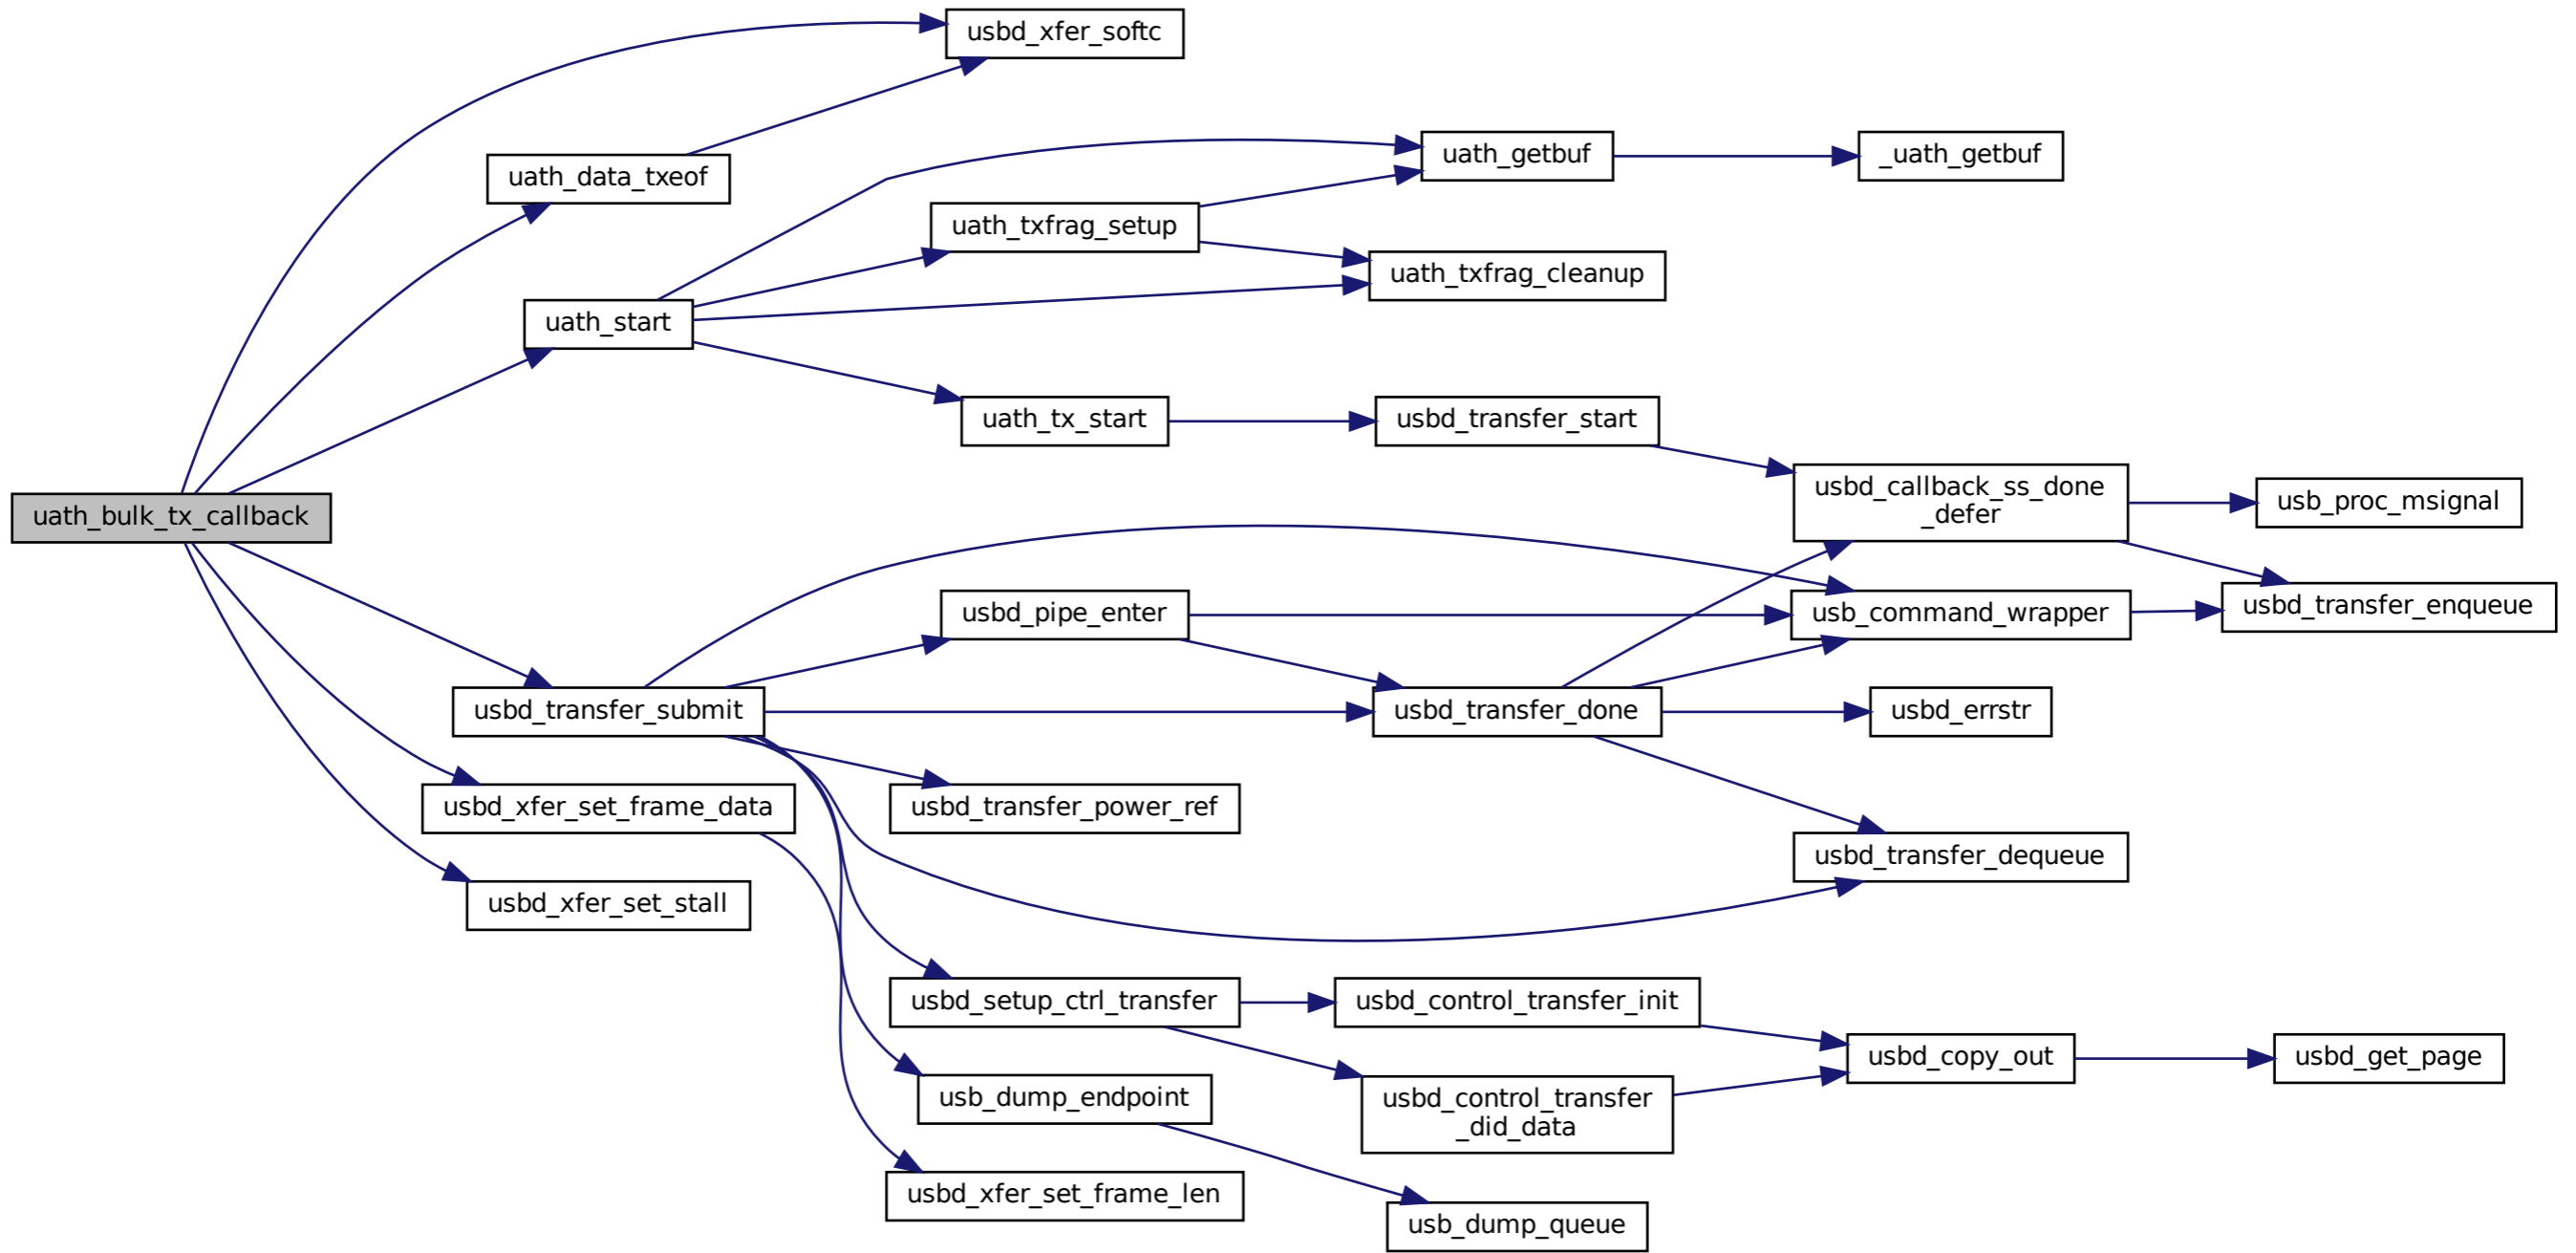 usbd_xfer_softc
uath_data_txeof
uath_getbuf
_uath_getbuf
uath_txfrag_setup
uath_txfrag_cleanup
uath_start
uath_tx_start
usbd_transfer_start
usbd_callback_ss_done
_defer
usb_proc_msignal
uath_bulk_tx_callback
usbd_pipe_enter
usb_command_wrapper
usbd_transfer_enqueue
usbd_transfer_submit
usbd_transfer_done
usbd_errstr
usbd_xfer_set_frame_data
usbd_transfer_power_ref
usbd_transfer_dequeue
usbd_xfer_set_stall
usbd_setup_ctrl_transfer
usbd_control_transfer_init
usbd_copy_out
usbd_get_page
usb_dump_endpoint
usbd_control_transfer
_did_data
usbd_xfer_set_frame_len
usb_dump_queue